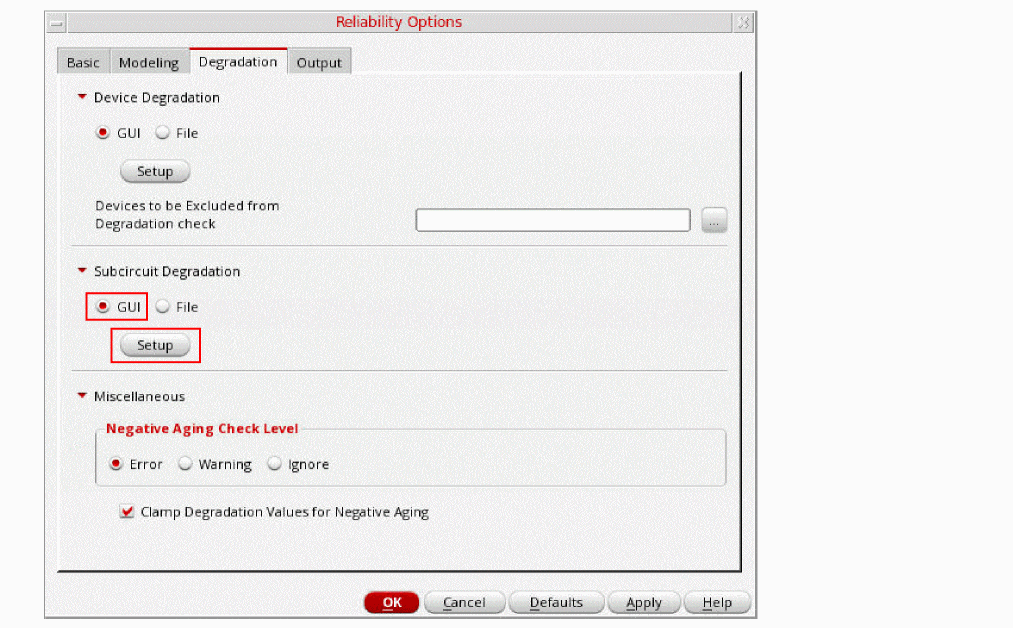 Reliability Options
Basic Modeling Degradation Output
Device Degradation
GUI File
Setup
Devices to be Excluded from
Degradation check
...
Subcircuit Degradation
GUI File
Setup
Miscellaneous
Negative Aging Check Level
Error Warning Ignore
Clamp Degradation Values for Negative Aging
OK Cancel Defaults Apply Help